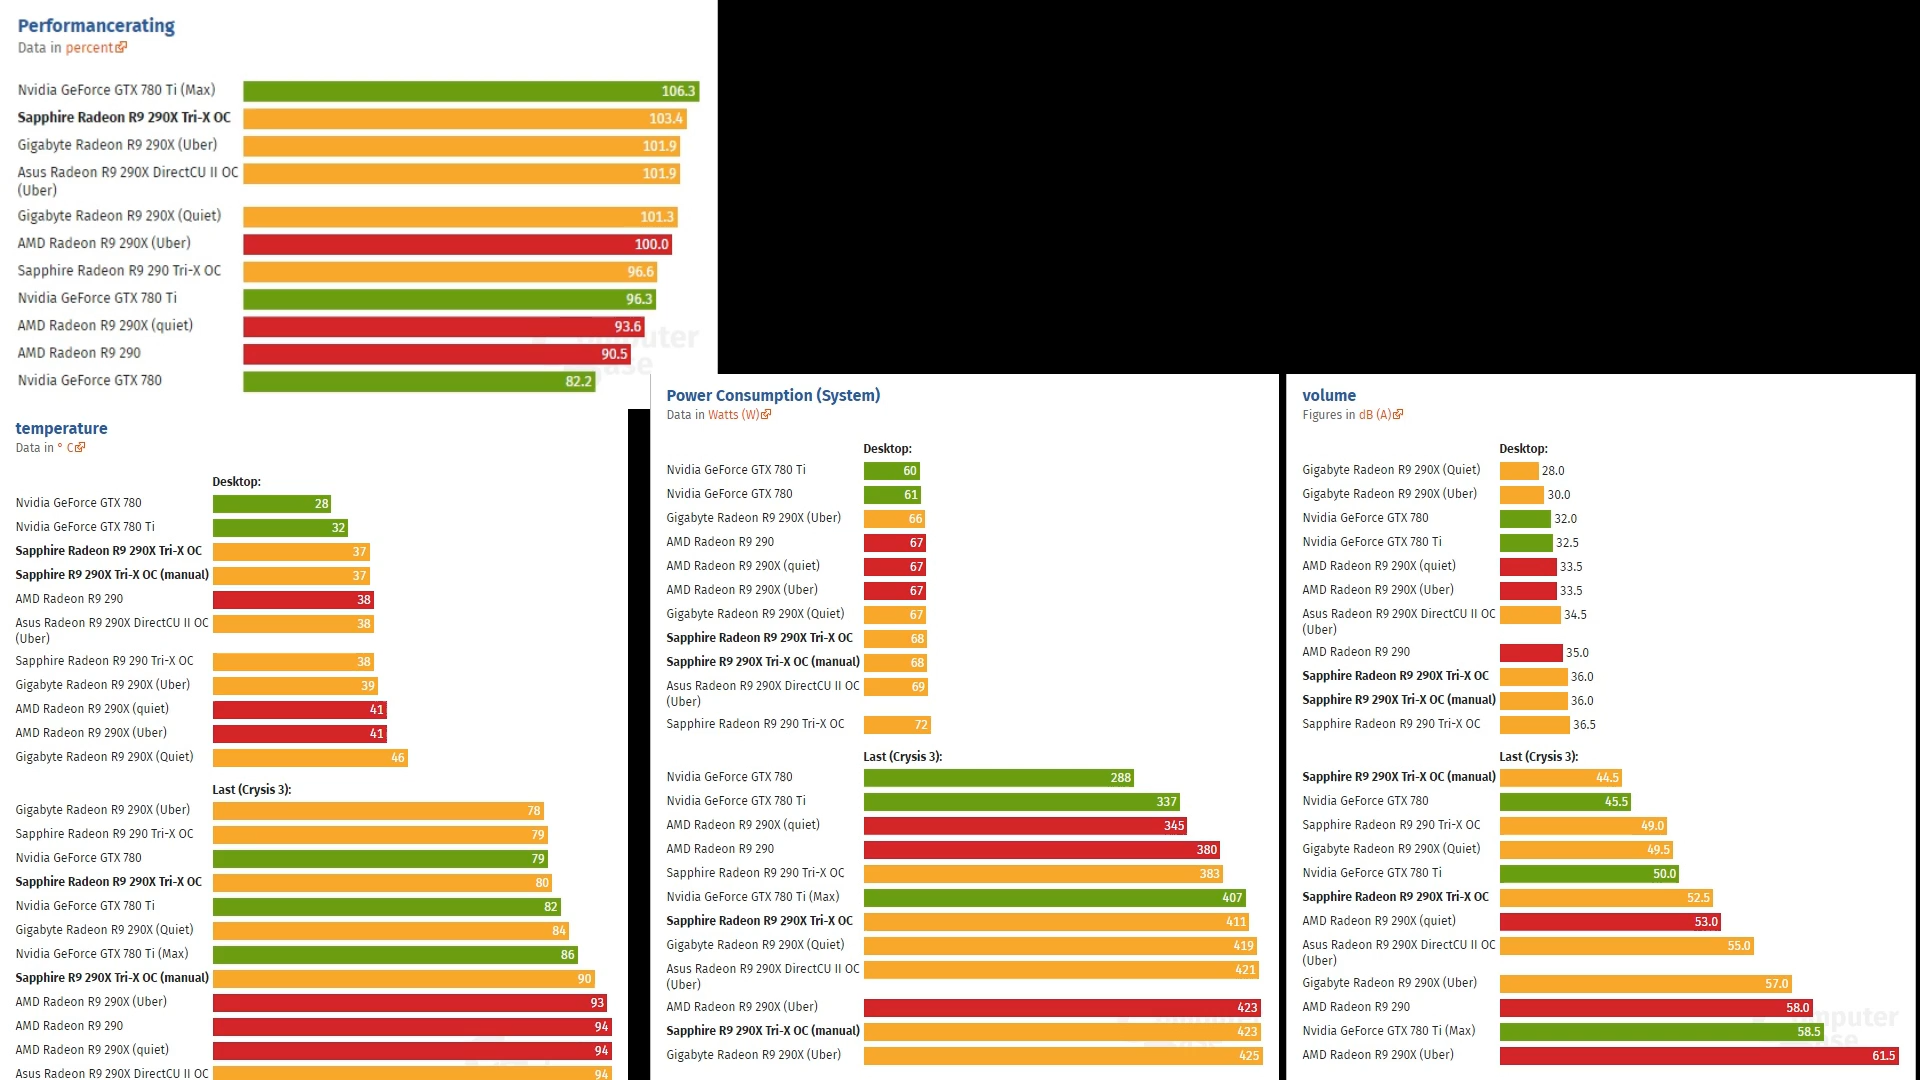 Performancerating
Data in percent
Nvidia GeForce GTX 780 Ti (Max) 106.3
Sapphire Radeon R9 290X Tri-X OC 103.4
Gigabyte Radeon R9 290X (Uber) 101.9
Asus Radeon R9 290X DirectCU II OC 101.9
(Uber)
Gigabyte Radeon R9 290X (Quiet) 101.3
AMD Radeon R9 290X (Uber) 100.0
Sapphire Radeon R9 290 Tri-X OC 96.6
Nvidia GeForce GTX 780 Ti 96.3
AMD Radeon R9 290X (quiet) 93.6
AMD Radeon R9 290 90.5
Nvidia GeForce GTX 780 82.2
temperature
Data in ° C
Desktop:
Nvidia GeForce GTX 780 28
Nvidia GeForce GTX 780 Ti 32
Sapphire Radeon R9 290X Tri-X OC 37
Sapphire R9 290X Tri-X OC (manual) 37
AMD Radeon R9 290 38
Asus Radeon R9 290X DirectCU II OC 38
(Uber)
Sapphire Radeon R9 290 Tri-X OC 38
Gigabyte Radeon R9 290X (Uber) 39
AMD Radeon R9 290X (quiet) 41
AMD Radeon R9 290X (Uber) 41
Gigabyte Radeon R9 290X (Quiet) 46
Last (Crysis 3):
Gigabyte Radeon R9 290X (Uber) 78
Sapphire Radeon R9 290 Tri-X OC 79
Nvidia GeForce GTX 780 79
Sapphire Radeon R9 290X Tri-X OC 80
Nvidia GeForce GTX 780 Ti 82
Gigabyte Radeon R9 290X (Quiet) 84
Nvidia GeForce GTX 780 Ti (Max) 86
Sapphire R9 290X Tri-X OC (manual) 90
AMD Radeon R9 290X (Uber) 93
AMD Radeon R9 290 94
AMD Radeon R9 290X (quiet) 94
Asus Radeon R9 290X DirectCU II OC 94
Power Consumption (System)
Data in Watts (W)
Desktop:
Nvidia GeForce GTX 780 Ti 60
Nvidia GeForce GTX 780 61
Gigabyte Radeon R9 290X (Uber) 66
AMD Radeon R9 290 67
AMD Radeon R9 290X (quiet) 67
AMD Radeon R9 290X (Uber) 67
Gigabyte Radeon R9 290X (Quiet) 67
Sapphire Radeon R9 290X Tri-X OC 68
Sapphire R9 290X Tri-X OC (manual) 68
Asus Radeon R9 290X DirectCU II OC 69
(Uber)
Sapphire Radeon R9 290 Tri-X OC 72
Last (Crysis 3):
Nvidia GeForce GTX 780 288
Nvidia GeForce GTX 780 Ti 337
AMD Radeon R9 290X (quiet) 345
AMD Radeon R9 290 380
Sapphire Radeon R9 290 Tri-X OC 383
Nvidia GeForce GTX 780 Ti (Max) 407
Sapphire Radeon R9 290X Tri-X OC 411
Gigabyte Radeon R9 290X (Quiet) 419
Asus Radeon R9 290X DirectCU II OC 421
(Uber)
AMD Radeon R9 290X (Uber) 423
Sapphire R9 290X Tri-X OC (manual) 423
Gigabyte Radeon R9 290X (Uber) 425
volume
Figures in dB (A)
Desktop:
Gigabyte Radeon R9 290X (Quiet) 28.0
Gigabyte Radeon R9 290X (Uber) 30.0
Nvidia GeForce GTX 780 32.0
Nvidia GeForce GTX 780 Ti 32.5
AMD Radeon R9 290X (quiet) 33.5
AMD Radeon R9 290X (Uber) 33.5
Asus Radeon R9 290X DirectCU II OC 34.5
(Uber)
AMD Radeon R9 290 35.0
Sapphire Radeon R9 290X Tri-X OC 36.0
Sapphire R9 290X Tri-X OC (manual) 36.0
Sapphire Radeon R9 290 Tri-X OC 36.5
Last (Crysis 3):
Sapphire R9 290X Tri-X OC (manual) 44.5
Nvidia GeForce GTX 780 45.5
Sapphire Radeon R9 290 Tri-X OC 49.0
Gigabyte Radeon R9 290X (Quiet) 49.5
Nvidia GeForce GTX 780 Ti 50.0
Sapphire Radeon R9 290X Tri-X OC 52.5
AMD Radeon R9 290X (quiet) 53.0
Asus Radeon R9 290X DirectCU II OC 55.0
(Uber)
Gigabyte Radeon R9 290X (Uber) 57.0
AMD Radeon R9 290 58.0
Nvidia GeForce GTX 780 Ti (Max) 58.5
AMD Radeon R9 290X (Uber) 61.5